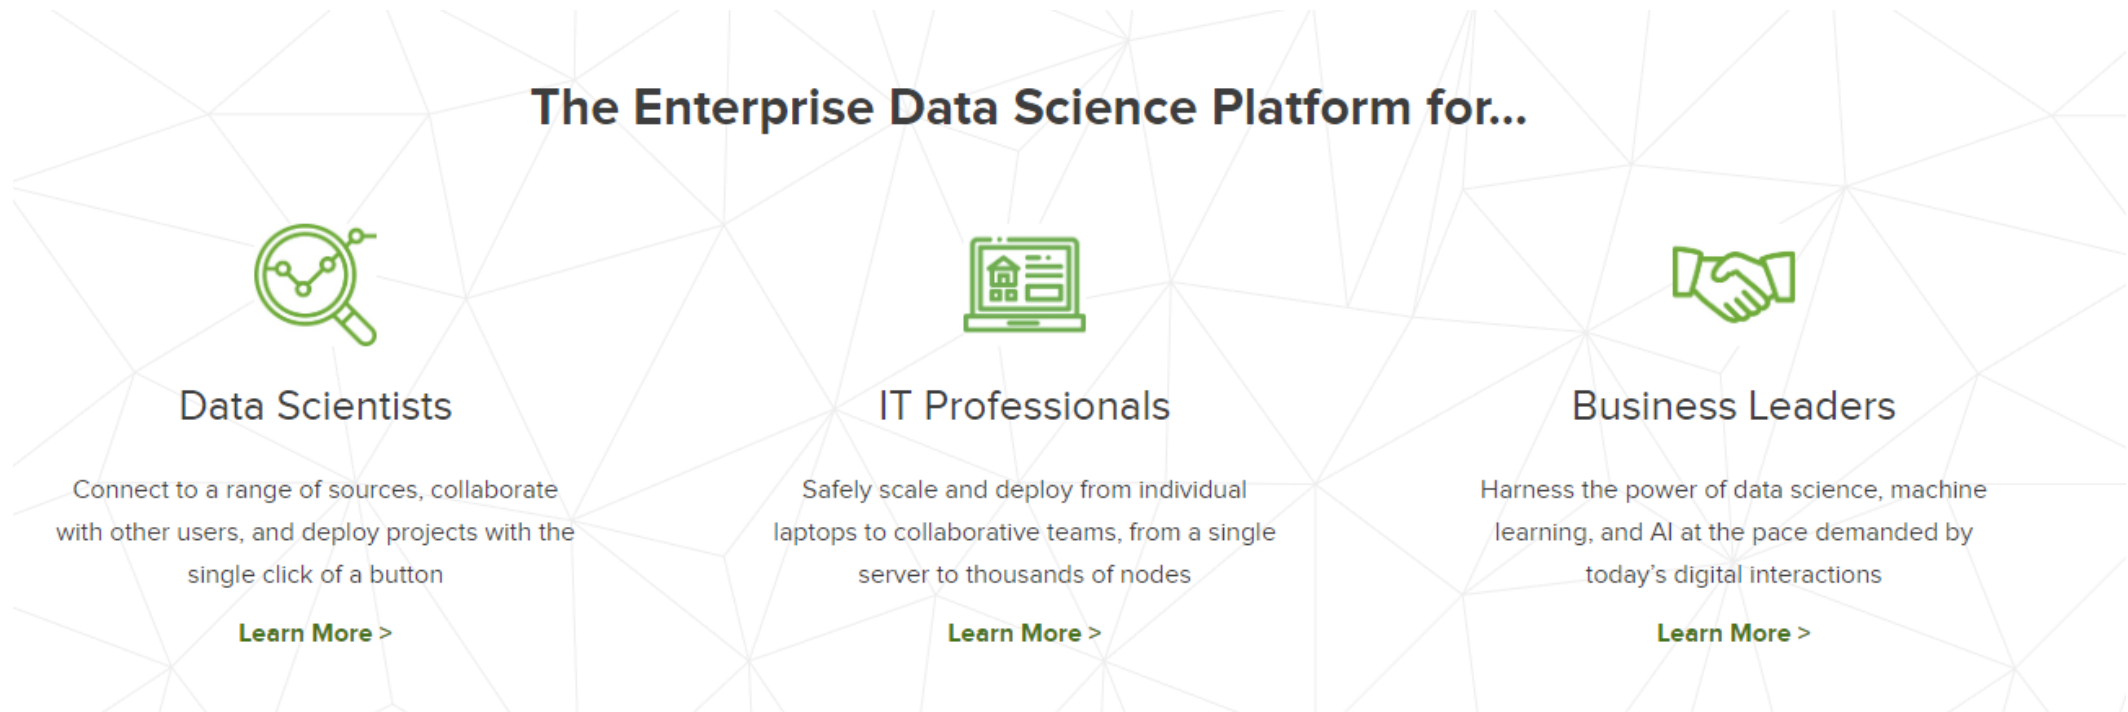 The Enterprise Data Science Platform for...
Data Scientists
Connect to a range of sources, collaborate
with other users, and deploy projects with the
single click of a button
Learn More >
IT Professionals
Safely scale and deploy from individual
laptops to collaborative teams, from a single
server to thousands of nodes
Learn More >
Business Leaders
Harness the power of data science, machine
learning, and AI at the pace demanded by
today’s digital interactions
Learn More >